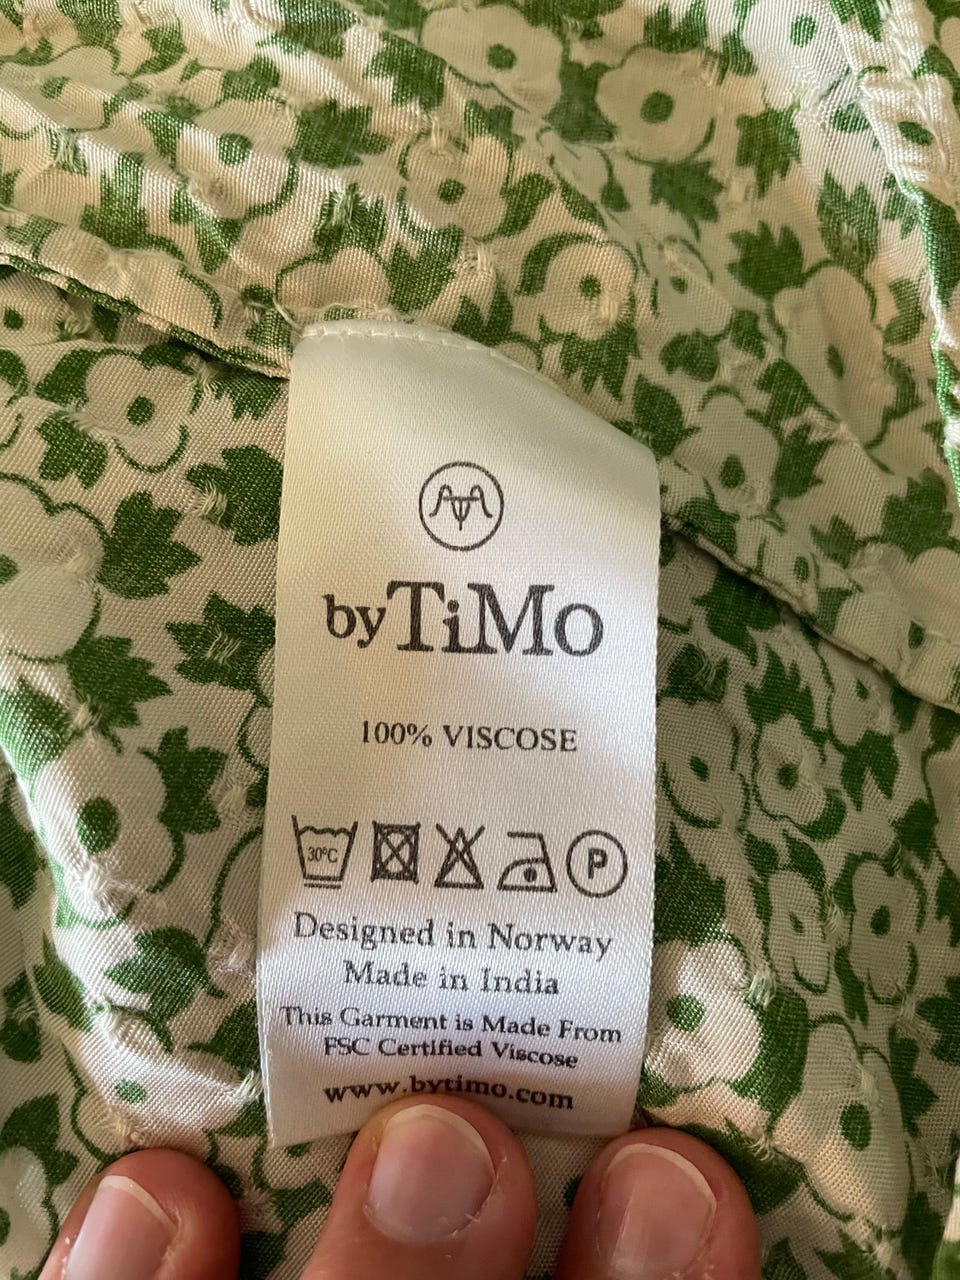 byTiMo
100% VISCOSE
30°C P
Designed in Norway
Made in India
This Garment is Made From
FSC Certified Viscose
www.bytimo.com